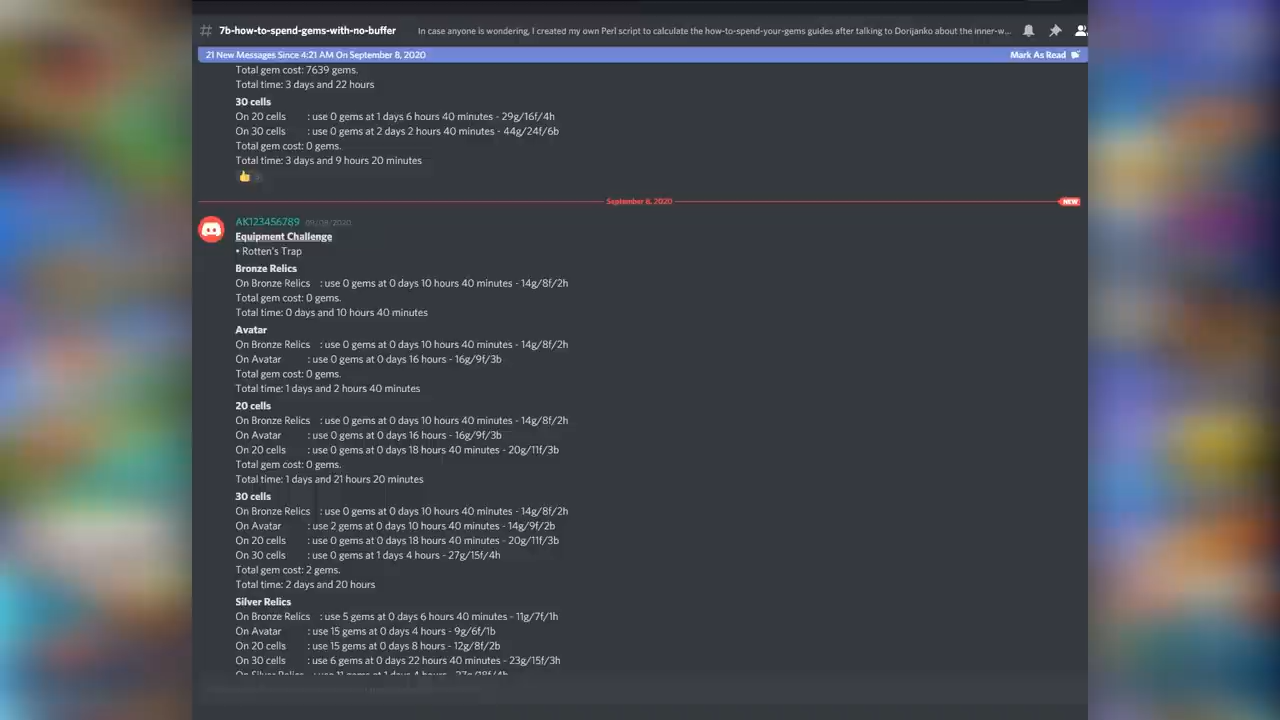 # 7b-how-to-spend-gems-with-no-buffer In case anyone is wondering, I created my own Perl script to calculate the how-to-spend-your-gems guides after talking to Dorijanko about the inner-w...
21 New Messages Since 4:21 AM On September 8, 2020 Mark As Read
Total gem cost: 7639 gems.
Total time: 3 days and 22 hours
30 cells
On 20 cells : use 0 gems at 1 days 6 hours 40 minutes - 29g/16f/4h
On 30 cells : use 0 gems at 2 days 2 hours 40 minutes - 44g/24f/6b
Total gem cost: 0 gems.
Total time: 3 days and 9 hours 20 minutes
September 8, 2020 NEW
AK123456789 09/08/2020
Equipment Challenge
• Rotten's Trap
Bronze Relics
On Bronze Relics : use 0 gems at 0 days 10 hours 40 minutes - 14g/8f/2h
Total gem cost: 0 gems.
Total time: 0 days and 10 hours 40 minutes
Avatar
On Bronze Relics : use 0 gems at 0 days 10 hours 40 minutes - 14g/8f/2h
On Avatar : use 0 gems at 0 days 16 hours - 16g/9f/3b
Total gem cost: 0 gems.
Total time: 1 days and 2 hours 40 minutes
20 cells
On Bronze Relics : use 0 gems at 0 days 10 hours 40 minutes - 14g/8f/2h
On Avatar : use 0 gems at 0 days 16 hours - 16g/9f/3b
On 20 cells : use 0 gems at 0 days 18 hours 40 minutes - 20g/11f/3b
Total gem cost: 0 gems.
Total time: 1 days and 21 hours 20 minutes
30 cells
On Bronze Relics : use 0 gems at 0 days 10 hours 40 minutes - 14g/8f/2h
On Avatar : use 2 gems at 0 days 10 hours 40 minutes - 14g/9f/2b
On 20 cells : use 0 gems at 0 days 18 hours 40 minutes - 20g/11f/3b
On 30 cells : use 0 gems at 1 days 4 hours - 27g/15f/4h
Total gem cost: 2 gems.
Total time: 2 days and 20 hours
Silver Relics
On Bronze Relics : use 5 gems at 0 days 6 hours 40 minutes - 11g/7f/1h
On Avatar : use 15 gems at 0 days 4 hours - 9g/6f/1b
On 20 cells : use 15 gems at 0 days 8 hours - 12g/8f/2b
On 30 cells : use 6 gems at 0 days 22 hours 40 minutes - 23g/15f/3h
On Silver Relics : use 11 gems at 1 days 4 hours